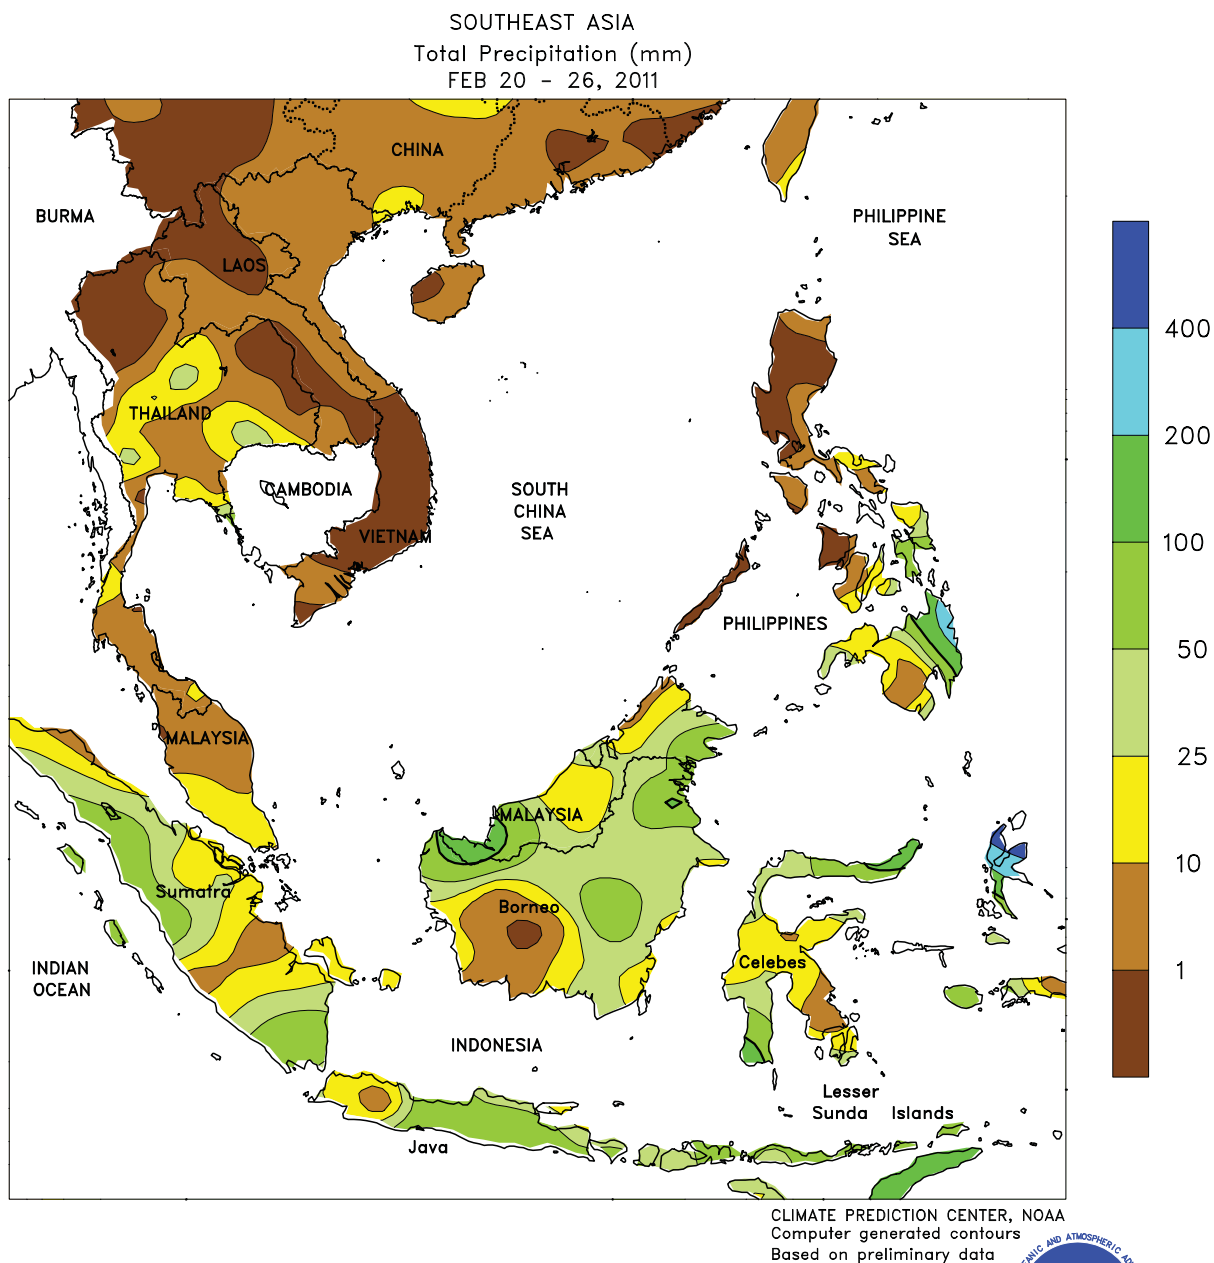 SOUTHEAST ASIA
Total Precipitation (mm)
FEB 20 - 26, 2011
CHINA
BURMA
PHILIPPINE
SEA
LAOS
400
THAILAND
200
CAMBODIA
SOUTH
CHINA
SEA
VIETNAM
100
PHILIPPINES
50
MALAYSIA
25
MALAYSIA
10
Sumatra
Borneo
Celebes
INDIAN
OCEAN
1
INDONESIA
Lesser
Sunda Islands
Java
CLIMATE PREDICTION CENTER, NOAA
Computer generated contours
Based on preliminary data
AND ATMOSPHERIC